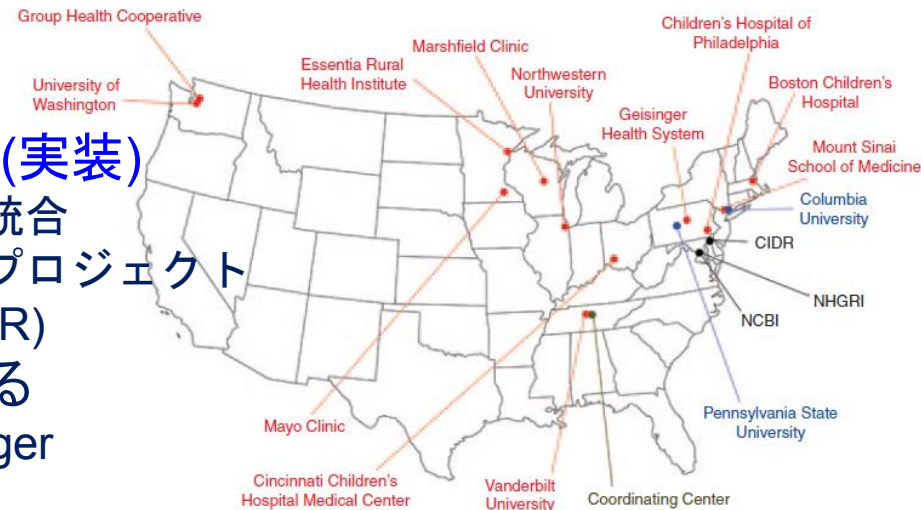 Group Health Cooperative
University of
Washington
Essentia Rural
Health Institute
Marshfield Clinic
Northwestern
University
Children's Hospital of
Philadelphia
Geisinger
Health System
Boston Children's
Hospital
Mount Sinai
School of Medicine
Columbia
University
CIDR
NHGRI
NCBI
Pennsylvania State
University
Mayo Clinic
Cincinnati Children's
Hospital Medical Center
Vanderbilt
University
Coordinating Center
(実装)
統合
プロジェクト
R)
る
ger